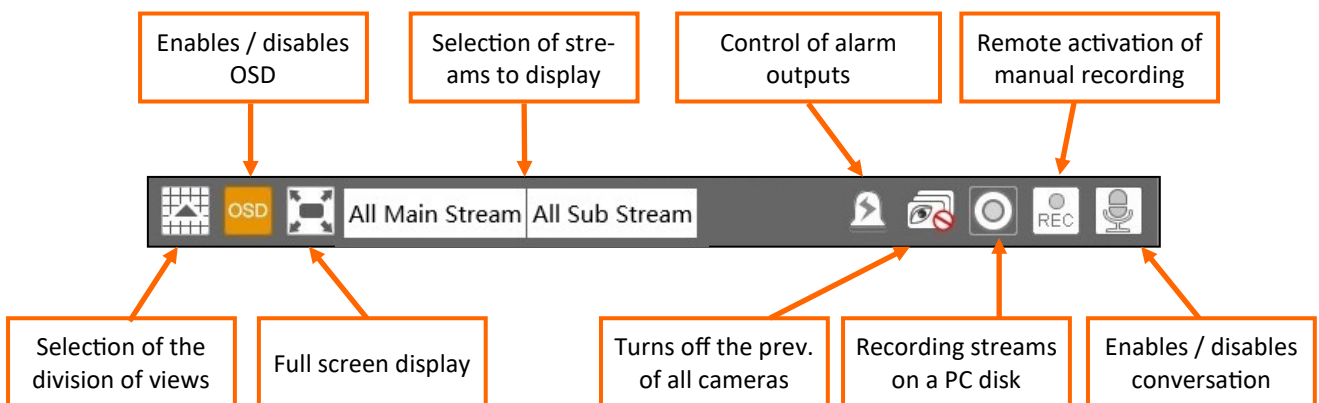 Enables / disables
OSD
Selection of stre-
ams to display
Control of alarm
outputs
Remote activation of
manual recording
OSD
All Main Stream
All Sub Stream
REC
Selection of the
division of views
Full screen display
Turns off the prev.
of all cameras
Recording streams
on a PC disk
Enables / disables
conversation